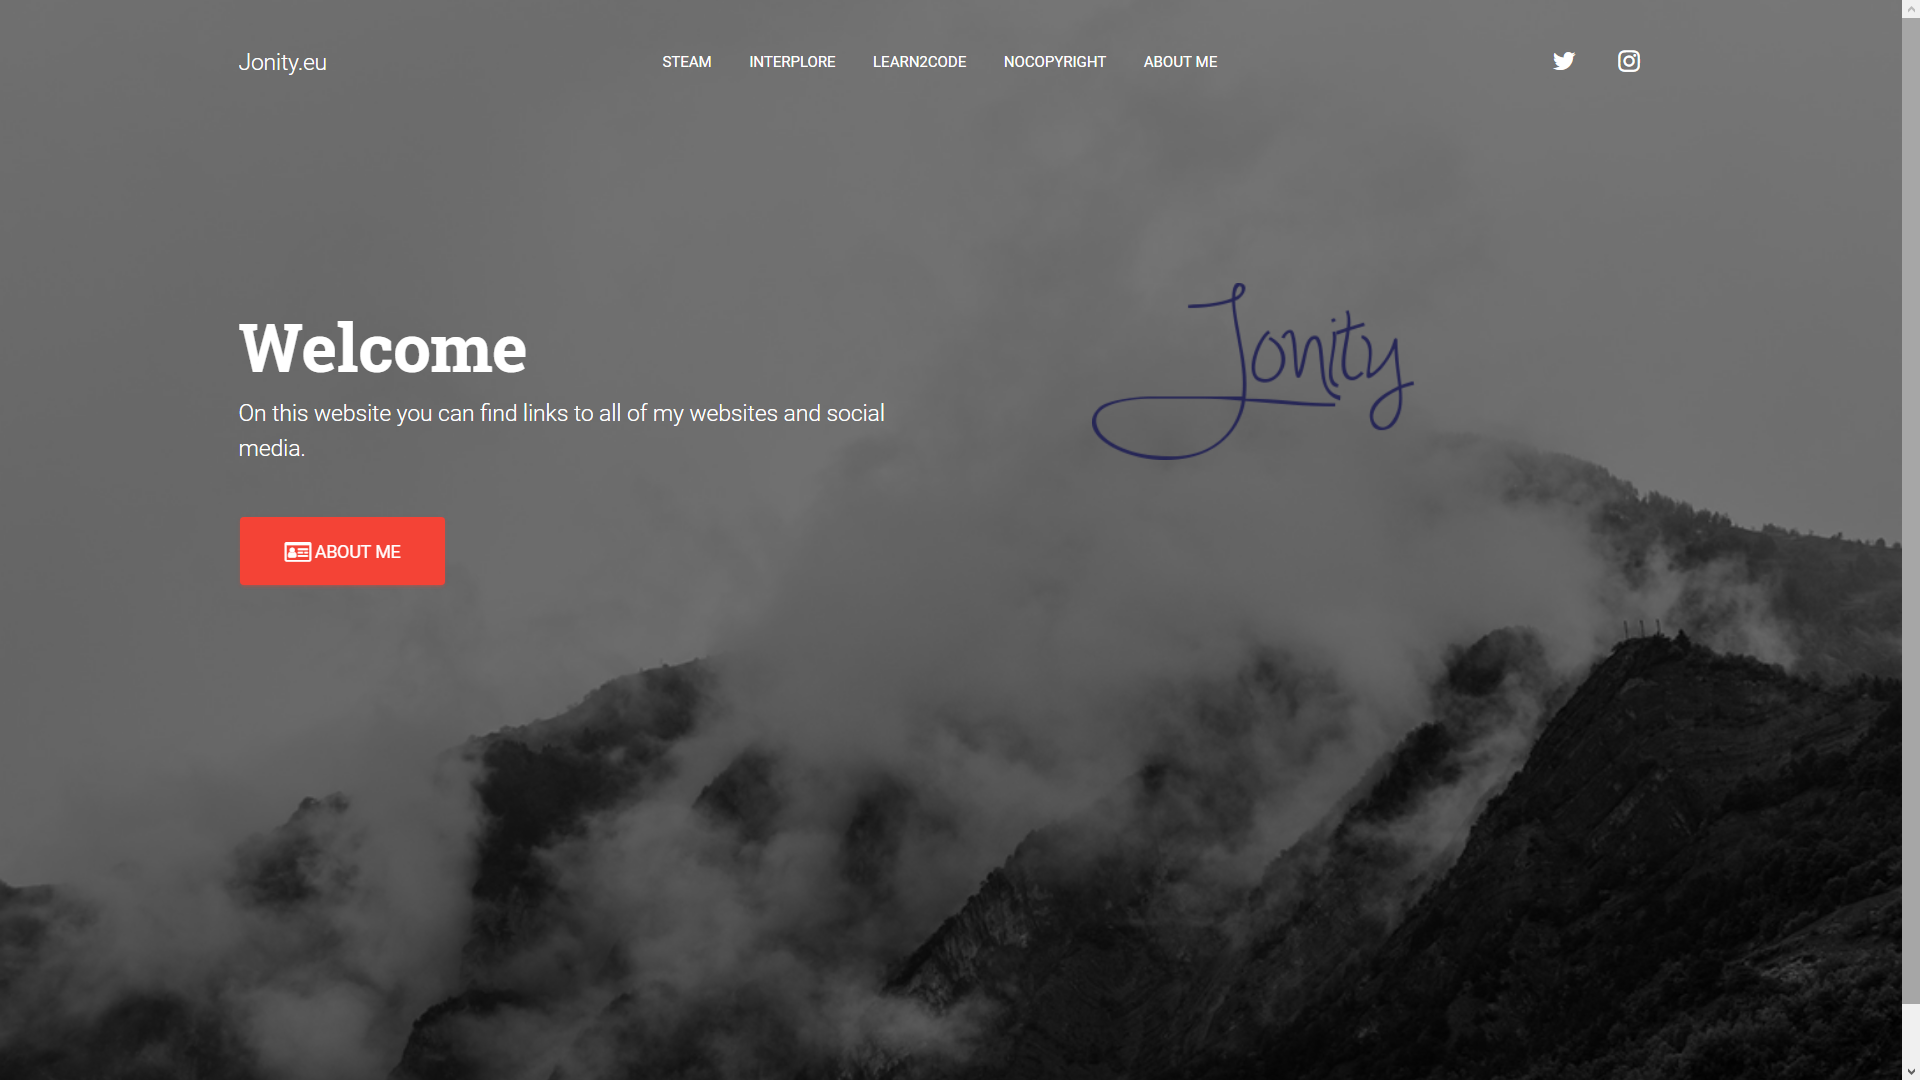 Jonity.eu
STEAM INTERPLORE LEARN2CODE NOCOPYRIGHT ABOUT ME
Jonity
Welcome
On this website you can find links to all of my websites and social
media.
ABOUT ME